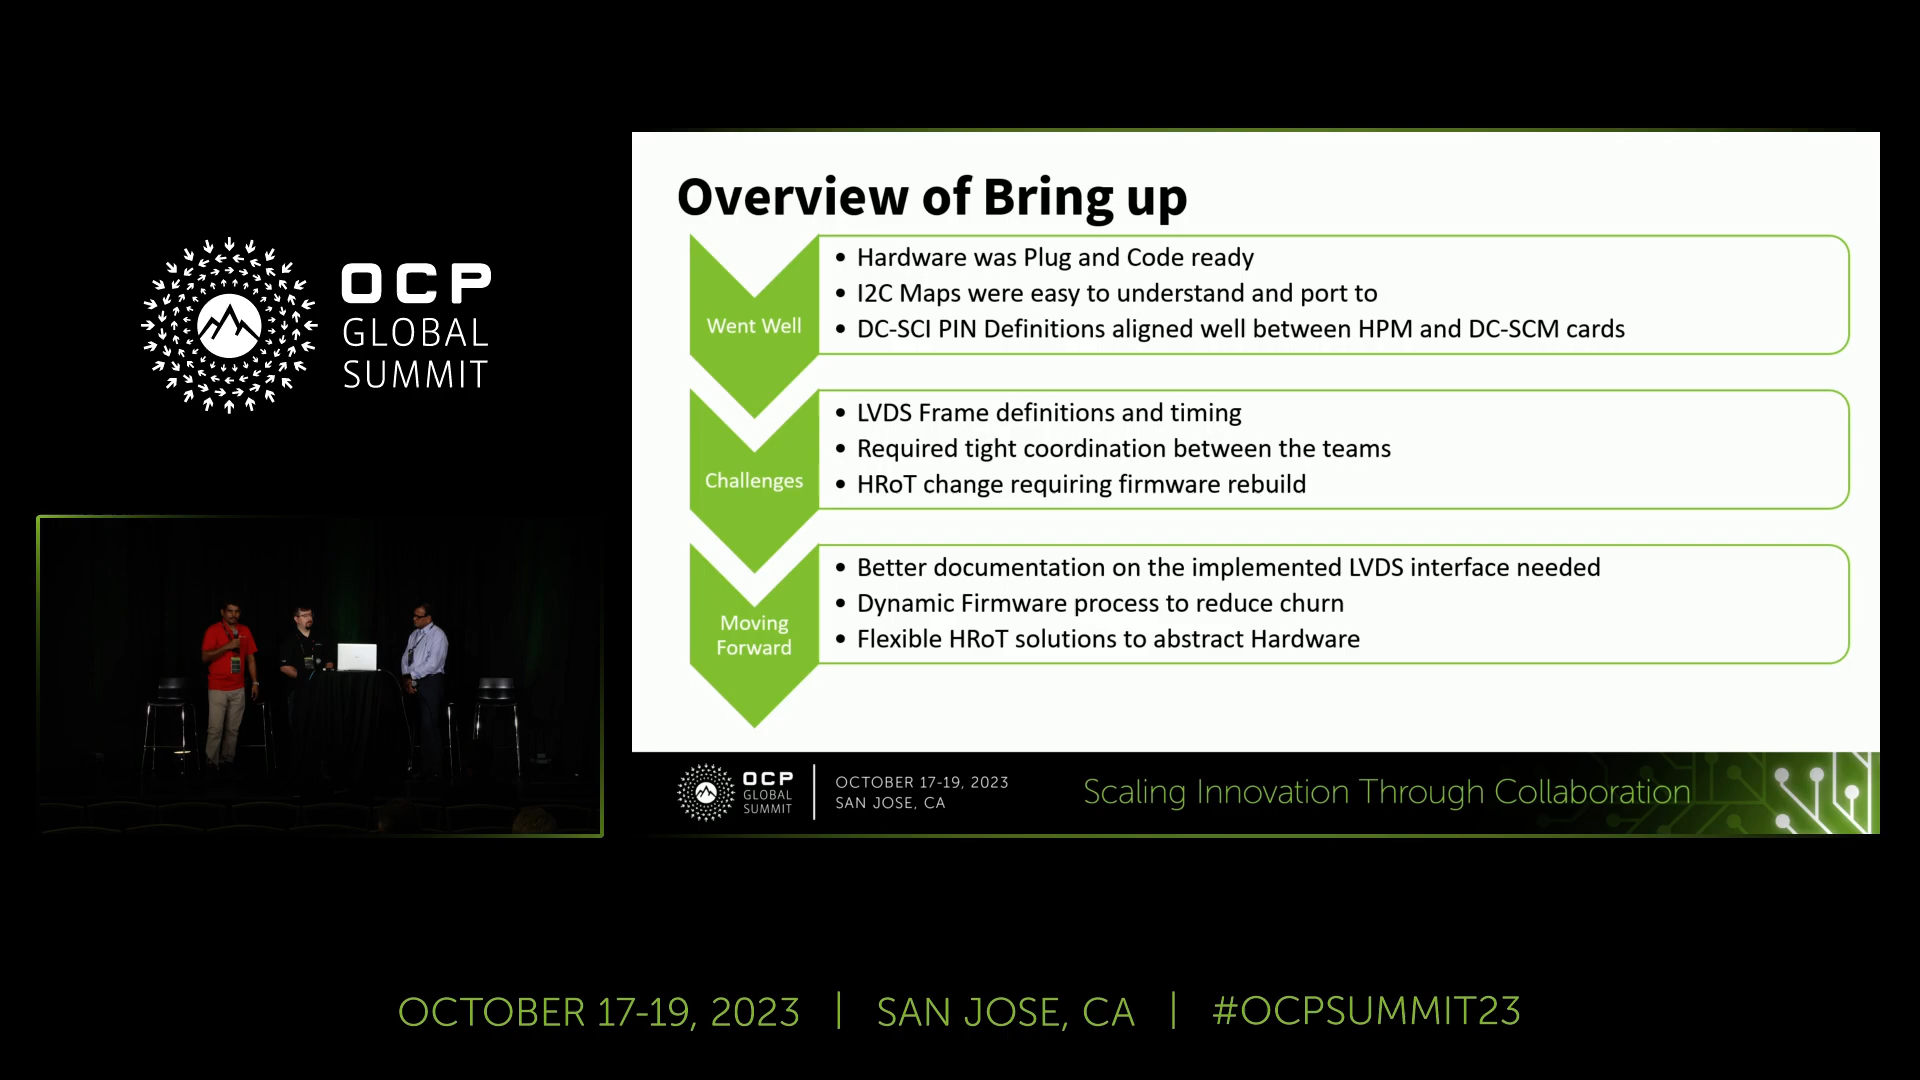 OCP
GLOBAL
SUMMIT
Overview of Bring up
Went Well
• Hardware was Plug and Code ready
• I2C Maps were easy to understand and port to
• DC-SCI PIN Definitions aligned well between HPM and DC-SCM cards
Challenges
• LVDS Frame definitions and timing
• Required tight coordination between the teams
• HRoT change requiring firmware rebuild
Moving
Forward
• Better documentation on the implemented LVDS interface needed
• Dynamic Firmware process to reduce churn
• Flexible HRoT solutions to abstract Hardware
OCP
GLOBAL
SUMMIT
OCTOBER 17-19, 2023
SAN JOSE, CA
Scaling Innovation Through Collaboration
OCTOBER 17-19, 2023 | SAN JOSE, CA | #OCPSUMMIT23